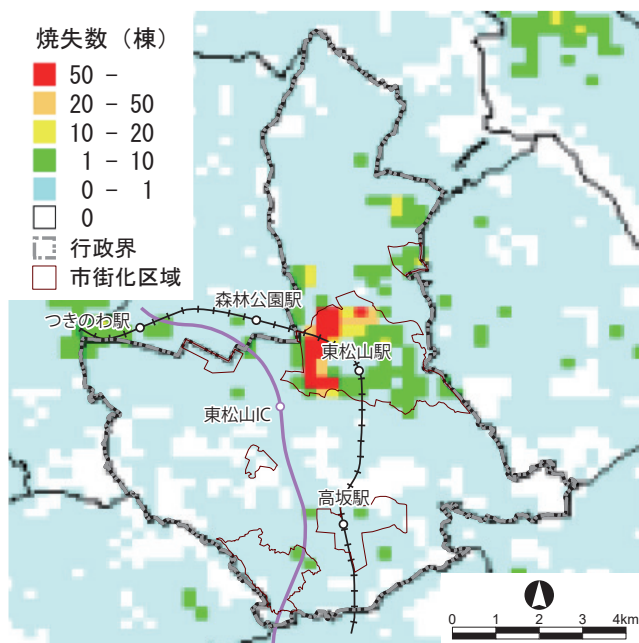 焼失数（棟）
50 -
20 - 50
10 - 20
1 - 10
0 - 1
0
行政界
市街化区域
つきのわ駅
森林公園駅
東松山駅
東松山IC
高坂駅
0 1 2 3 4km